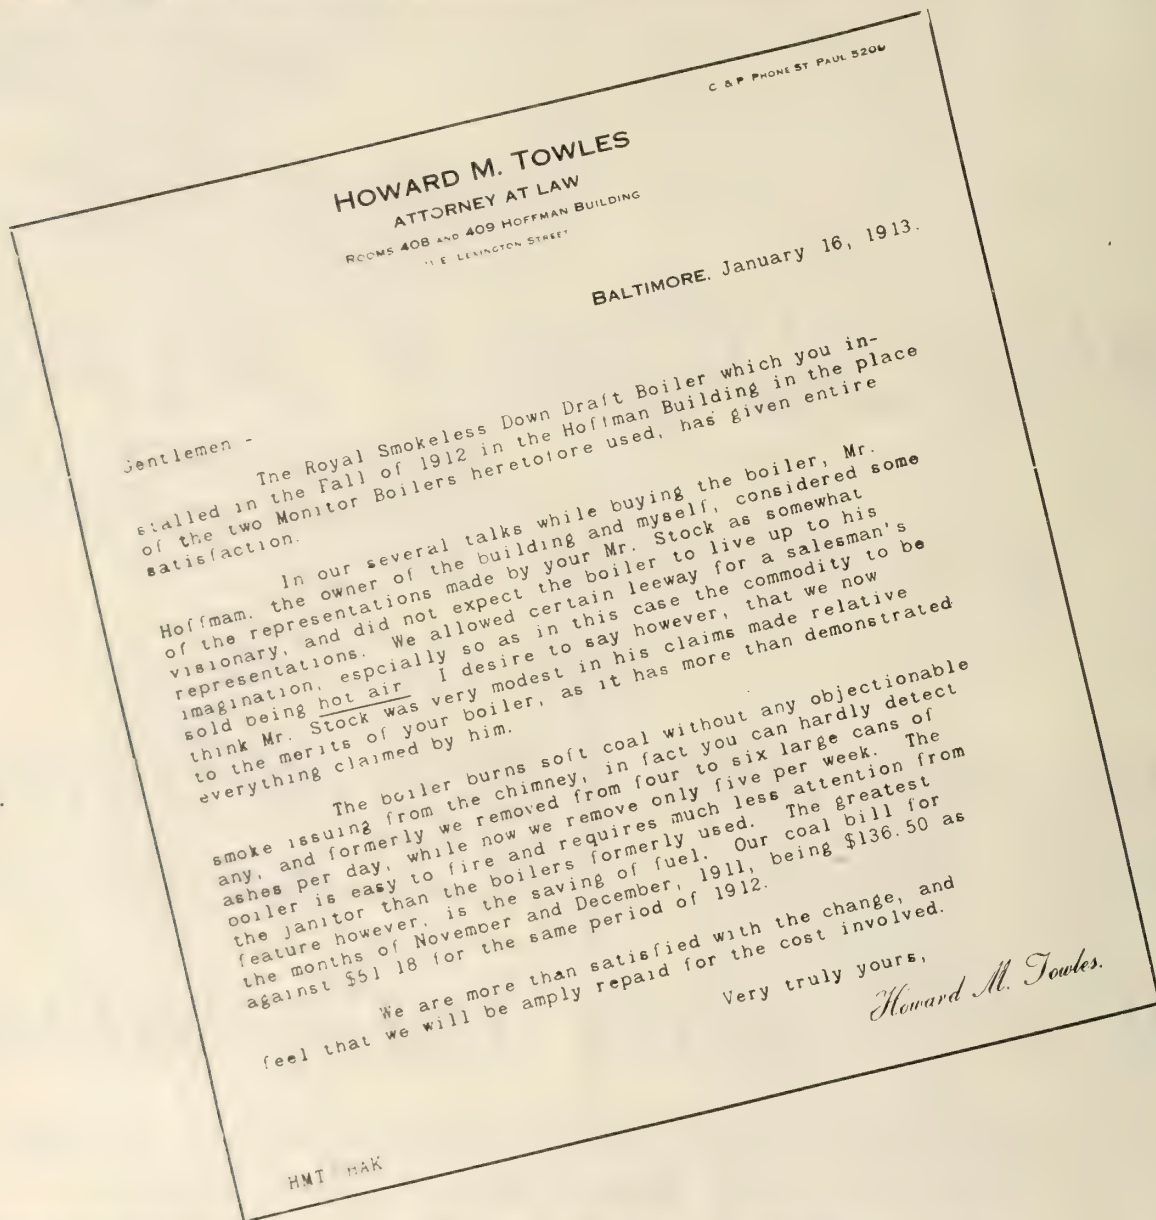 C & P PHONE ST PAUL 5206
HOWARD M. TOWLES
ATTORNEY AT LAW
ROOMS 408 AND 409 HOFFMAN BUILDING
E. LEXINGTON STREET
BALTIMORE, January 16, 1913.
Gentlemen -
The Royal Smokeless Down Draft Boiler which you in-
stalled in the Fall of 1912 in the Hoffman Building in the place
of the two Monitor Boilers heretofore used, has given entire
satisfaction.
In our several talks while buying the boiler, Mr.
Hoffmam, the owner of the building and myself, considered some
of the representations made by your Mr. Stock as somewhat
visionary, and did not expect the boiler to live up to his
representations. We allowed certain leeway for a salesman's
imagination, espcially so as in this case the commodity to be
sold being hot air I desire to say however, that we now
think Mr. Stock was very modest in his claims made relative
to the merits of your boiler, as it has more than demonstrated
everything claimed by him.
The boiler burns soft coal without any objectionable
smoke issuing from the chimney, in fact you can hardly detect
any, and formerly we removed from four to six large cans of
ashes per day, while now we remove only five per week. The
boiler is easy to fire and requires much less attention from
the janitor than the boilers formerly used. The greatest
feature however, is the saving of fuel. Our coal bill for
the months of November and December, 1911, being $136.50 as
against $51 18 for the same period of 1912.
We are more than satisfied with the change, and
feel that we will be amply repaid for the cost involved.
Very truly yours,
Howard M. Towles.
HMT MAK